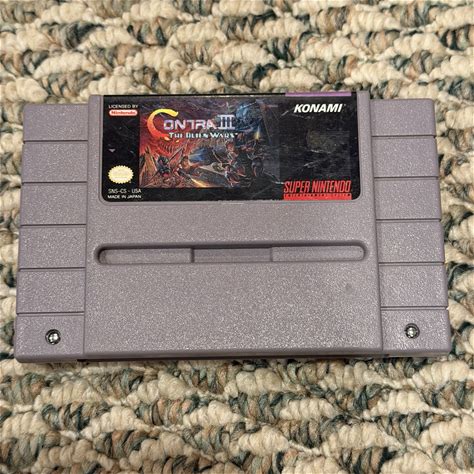 LICENSED BY
Nintendo
KONAMI
CONTRA III
THE ALIEN WARS
SNS-CS-USA
MADE IN JAPAN
SUPER NINTENDO